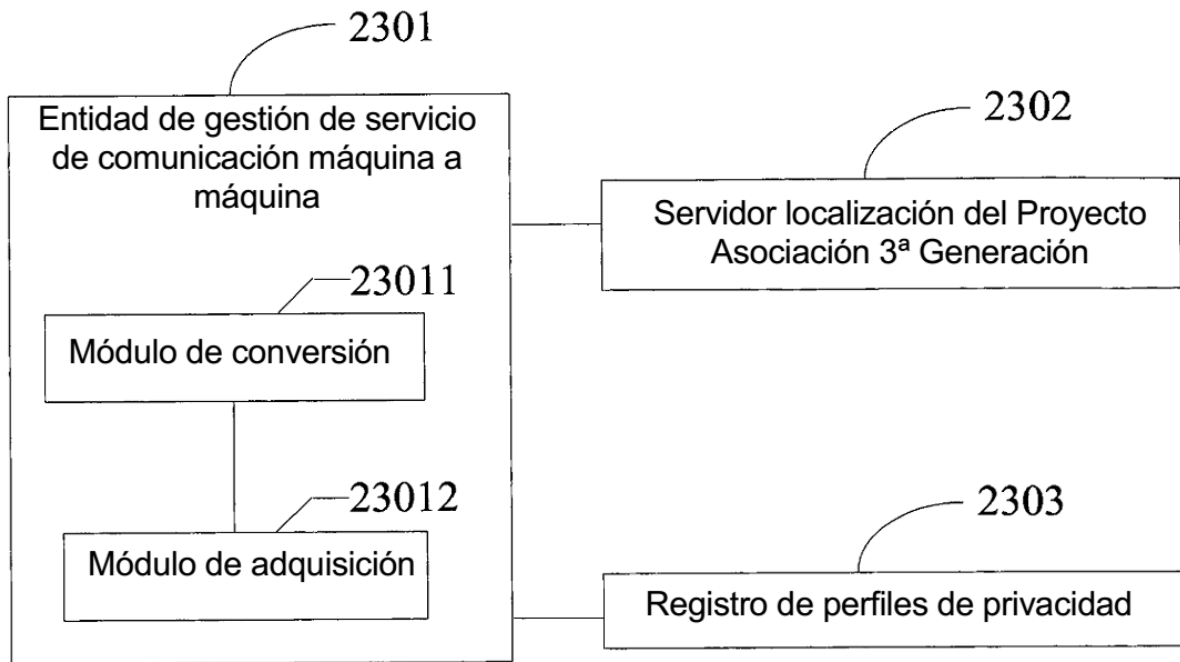 2301
Entidad de gestión de servicio
de comunicación máquina a
máquina
2302
Servidor localización del Proyecto
Asociación 3ª Generación
23011
Módulo de conversión
23012
Módulo de adquisición
2303
Registro de perfiles de privacidad